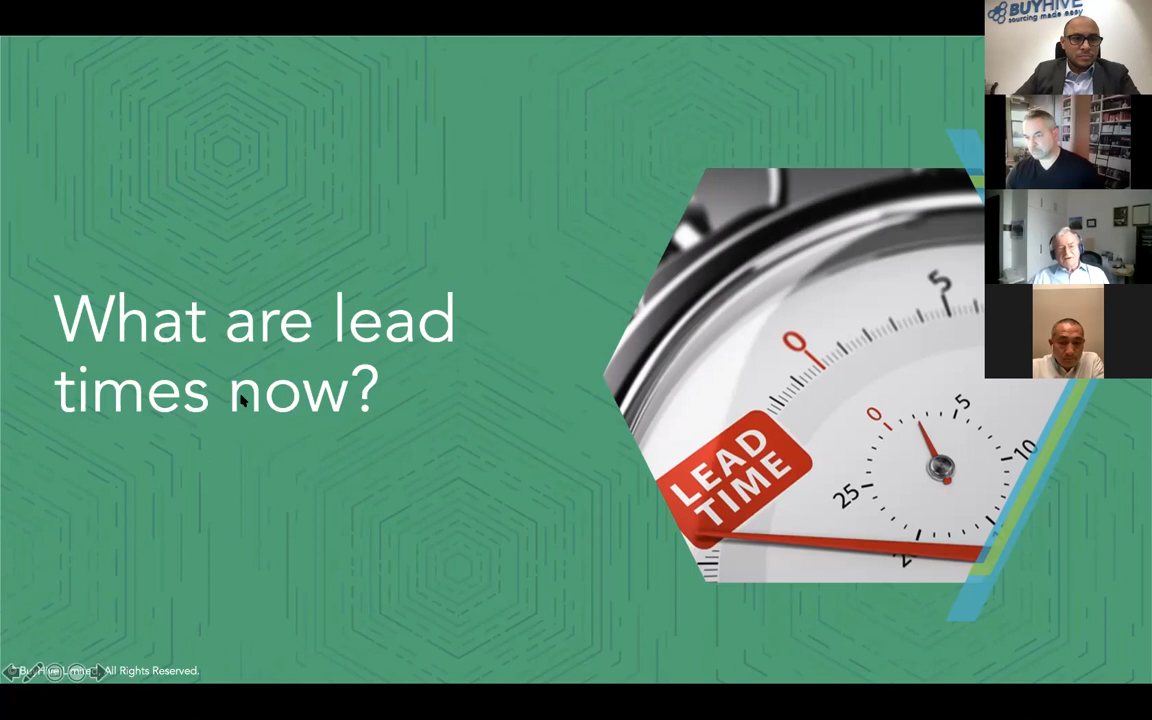 BUYHIVE
sourcing made easy
What are lead
times now?
LEAD
TIME
0
5
0
5
10
25
All Rights Reserved.